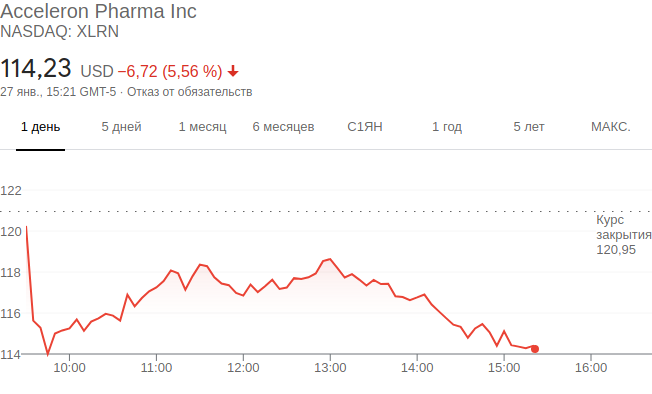 Acceleron Pharma Inc
NASDAQ: XLRN
114,23 USD −6,72 (5,56 %)
27 янв., 15:21 GMT-5 · Отказ от обязательств
1 день 5 дней 1 месяц 6 месяцев С1ЯН 1 год 5 лет МАКС.
122
120
118
116
114
Курс
закрытия
120,95
10:00 11:00 12:00 13:00 14:00 15:00 16:00